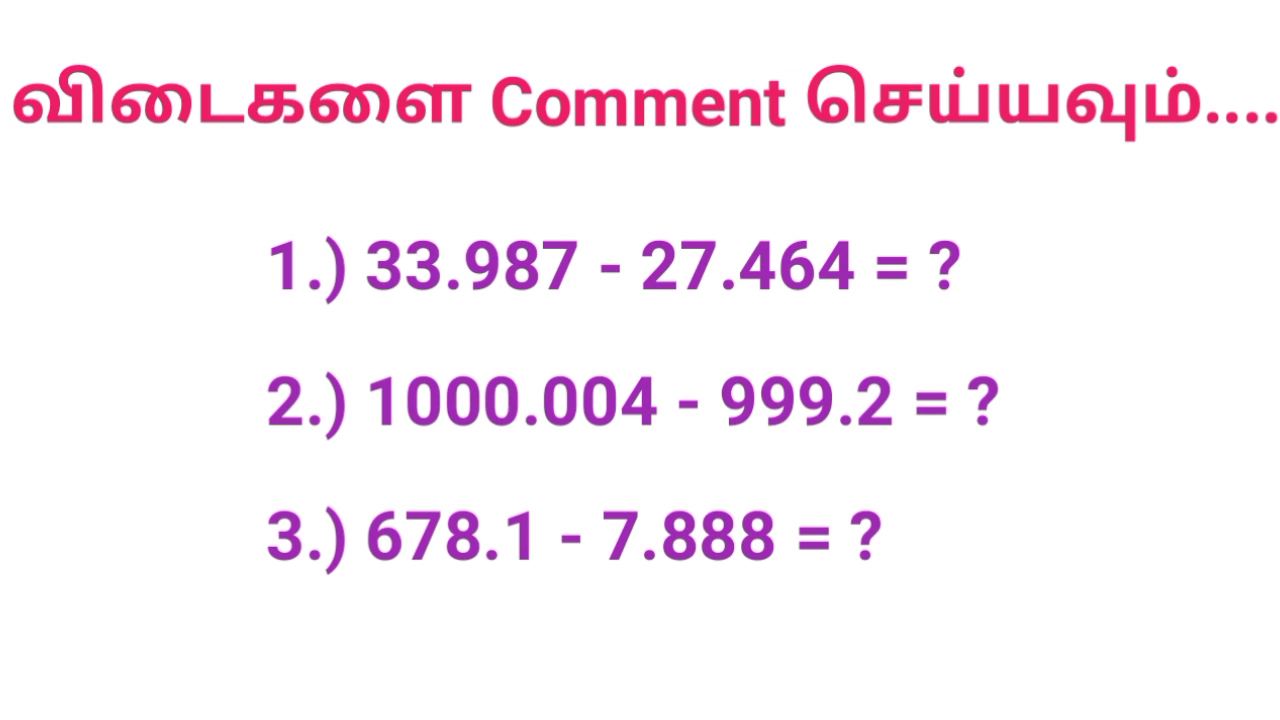 விடைகளை Comment செய்யவும்....
1.) 33.987 - 27.464 = ?
2.) 1000.004 - 999.2 = ?
3.) 678.1 - 7.888 = ?